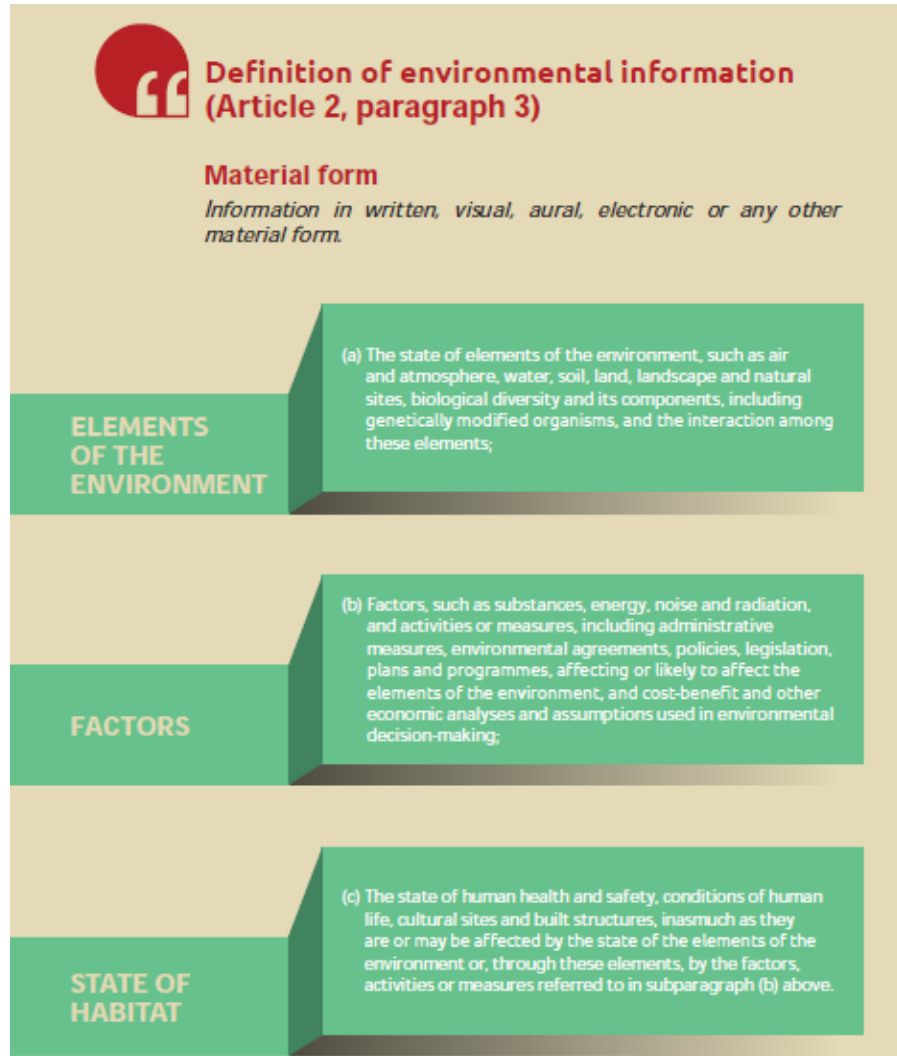 Definition of environmental information
(Article 2, paragraph 3)
Material form
Information in written, visual, aural, electronic or any other
material form.
ELEMENTS
OF THE
ENVIRONMENT
(a) The state of elements of the environment, such as air
and atmosphere, water, soil, land, landscape and natural
sites, biological diversity and its components, including
genetically modified organisms, and the interaction among
these elements;
FACTORS
(b) Factors, such as substances, energy, noise and radiation,
and activities or measures, including administrative
measures, environmental agreements, policies, legislation,
plans and programmes, affecting or likely to affect the
elements of the environment, and cost-benefit and other
economic analyses and assumptions used in environmental
decision-making;
STATE OF
HABITAT
(c) The state of human health and safety, conditions of human
life, cultural sites and built structures, inasmuch as they
are or may be affected by the state of the elements of the
environment or, through these elements, by the factors,
activities or measures referred to in subparagraph (b) above.